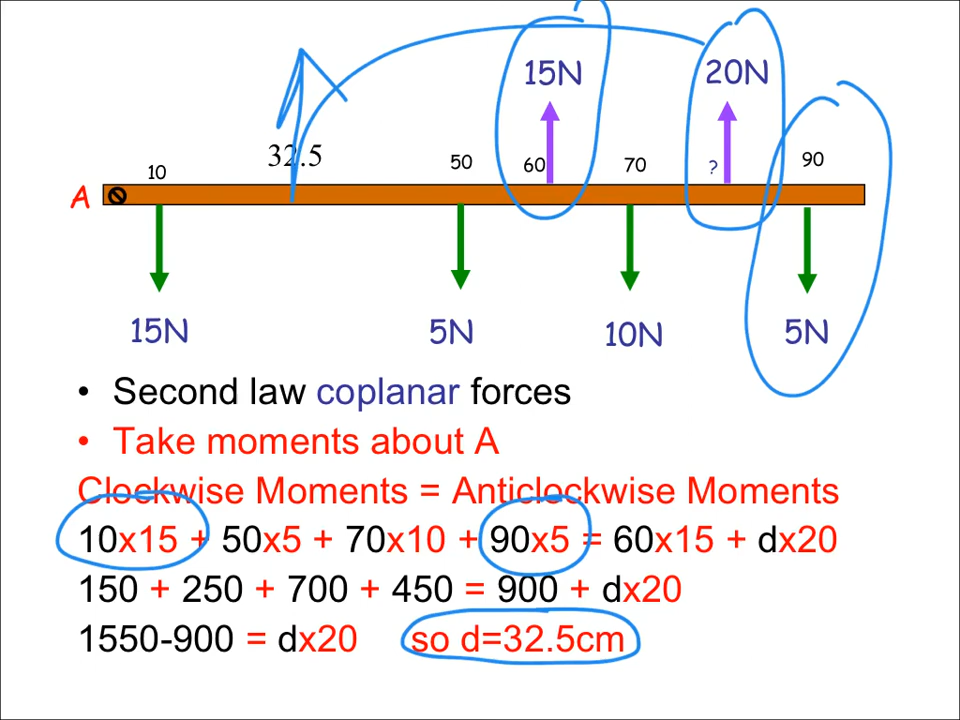 15N 20N
10 32.5 50 60 70 ? 90
A
15N 5N 10N 5N
• Second law coplanar forces
• Take moments about A
Clockwise Moments = Anticlockwise Moments
10x15 + 50x5 + 70x10 + 90x5 = 60x15 + dx20
150 + 250 + 700 + 450 = 900 + dx20
1550-900 = dx20 so d=32.5cm